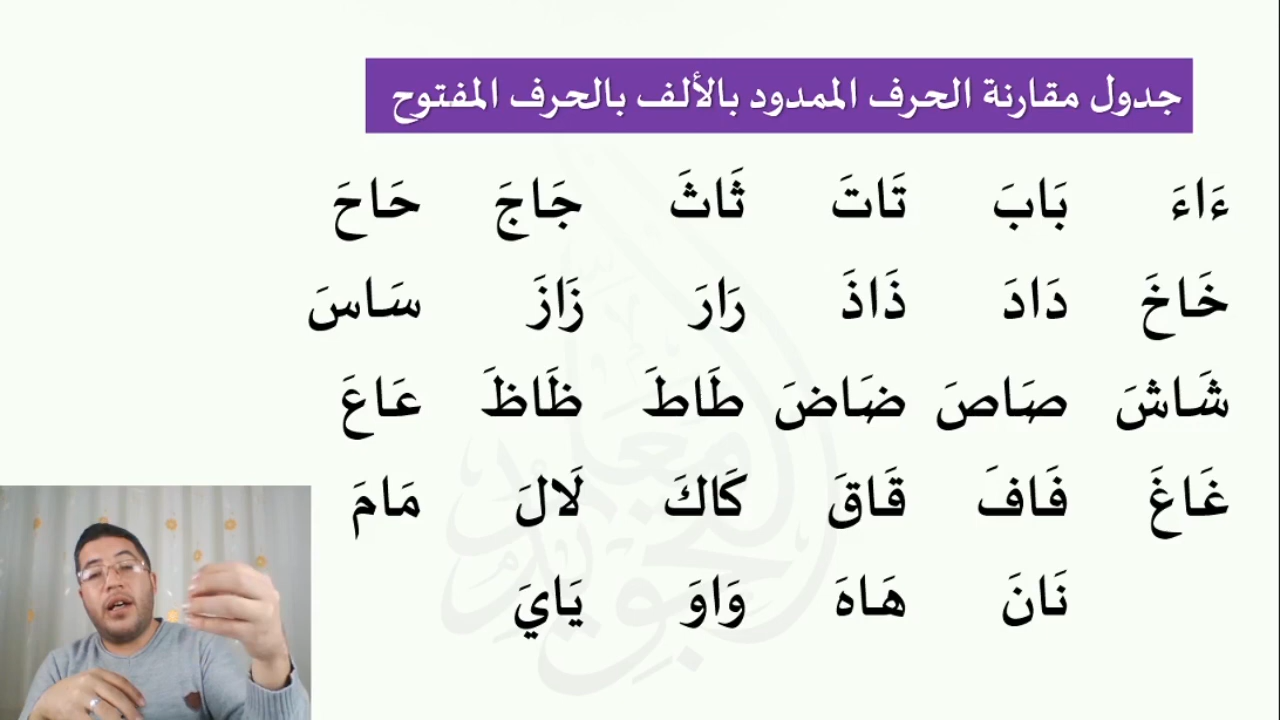 جدول مقارنة الحرف الممدود بالألف بالحرف المفتوح
ءَاءَ بَابَ تَاتَ ثَاثَ جَاجَ حَاحَ
خَاخَ دَادَ ذَاذَ رَارَ زَازَ سَاسَ
شَاشَ صَاصَ ضَاضَ طَاطَ ظَاظَ عَاعَ
غَاغَ فَافَ قَاقَ كَاكَ لَالَ مَامَ
نَانَ هَاهَ وَاوَ يَايَ